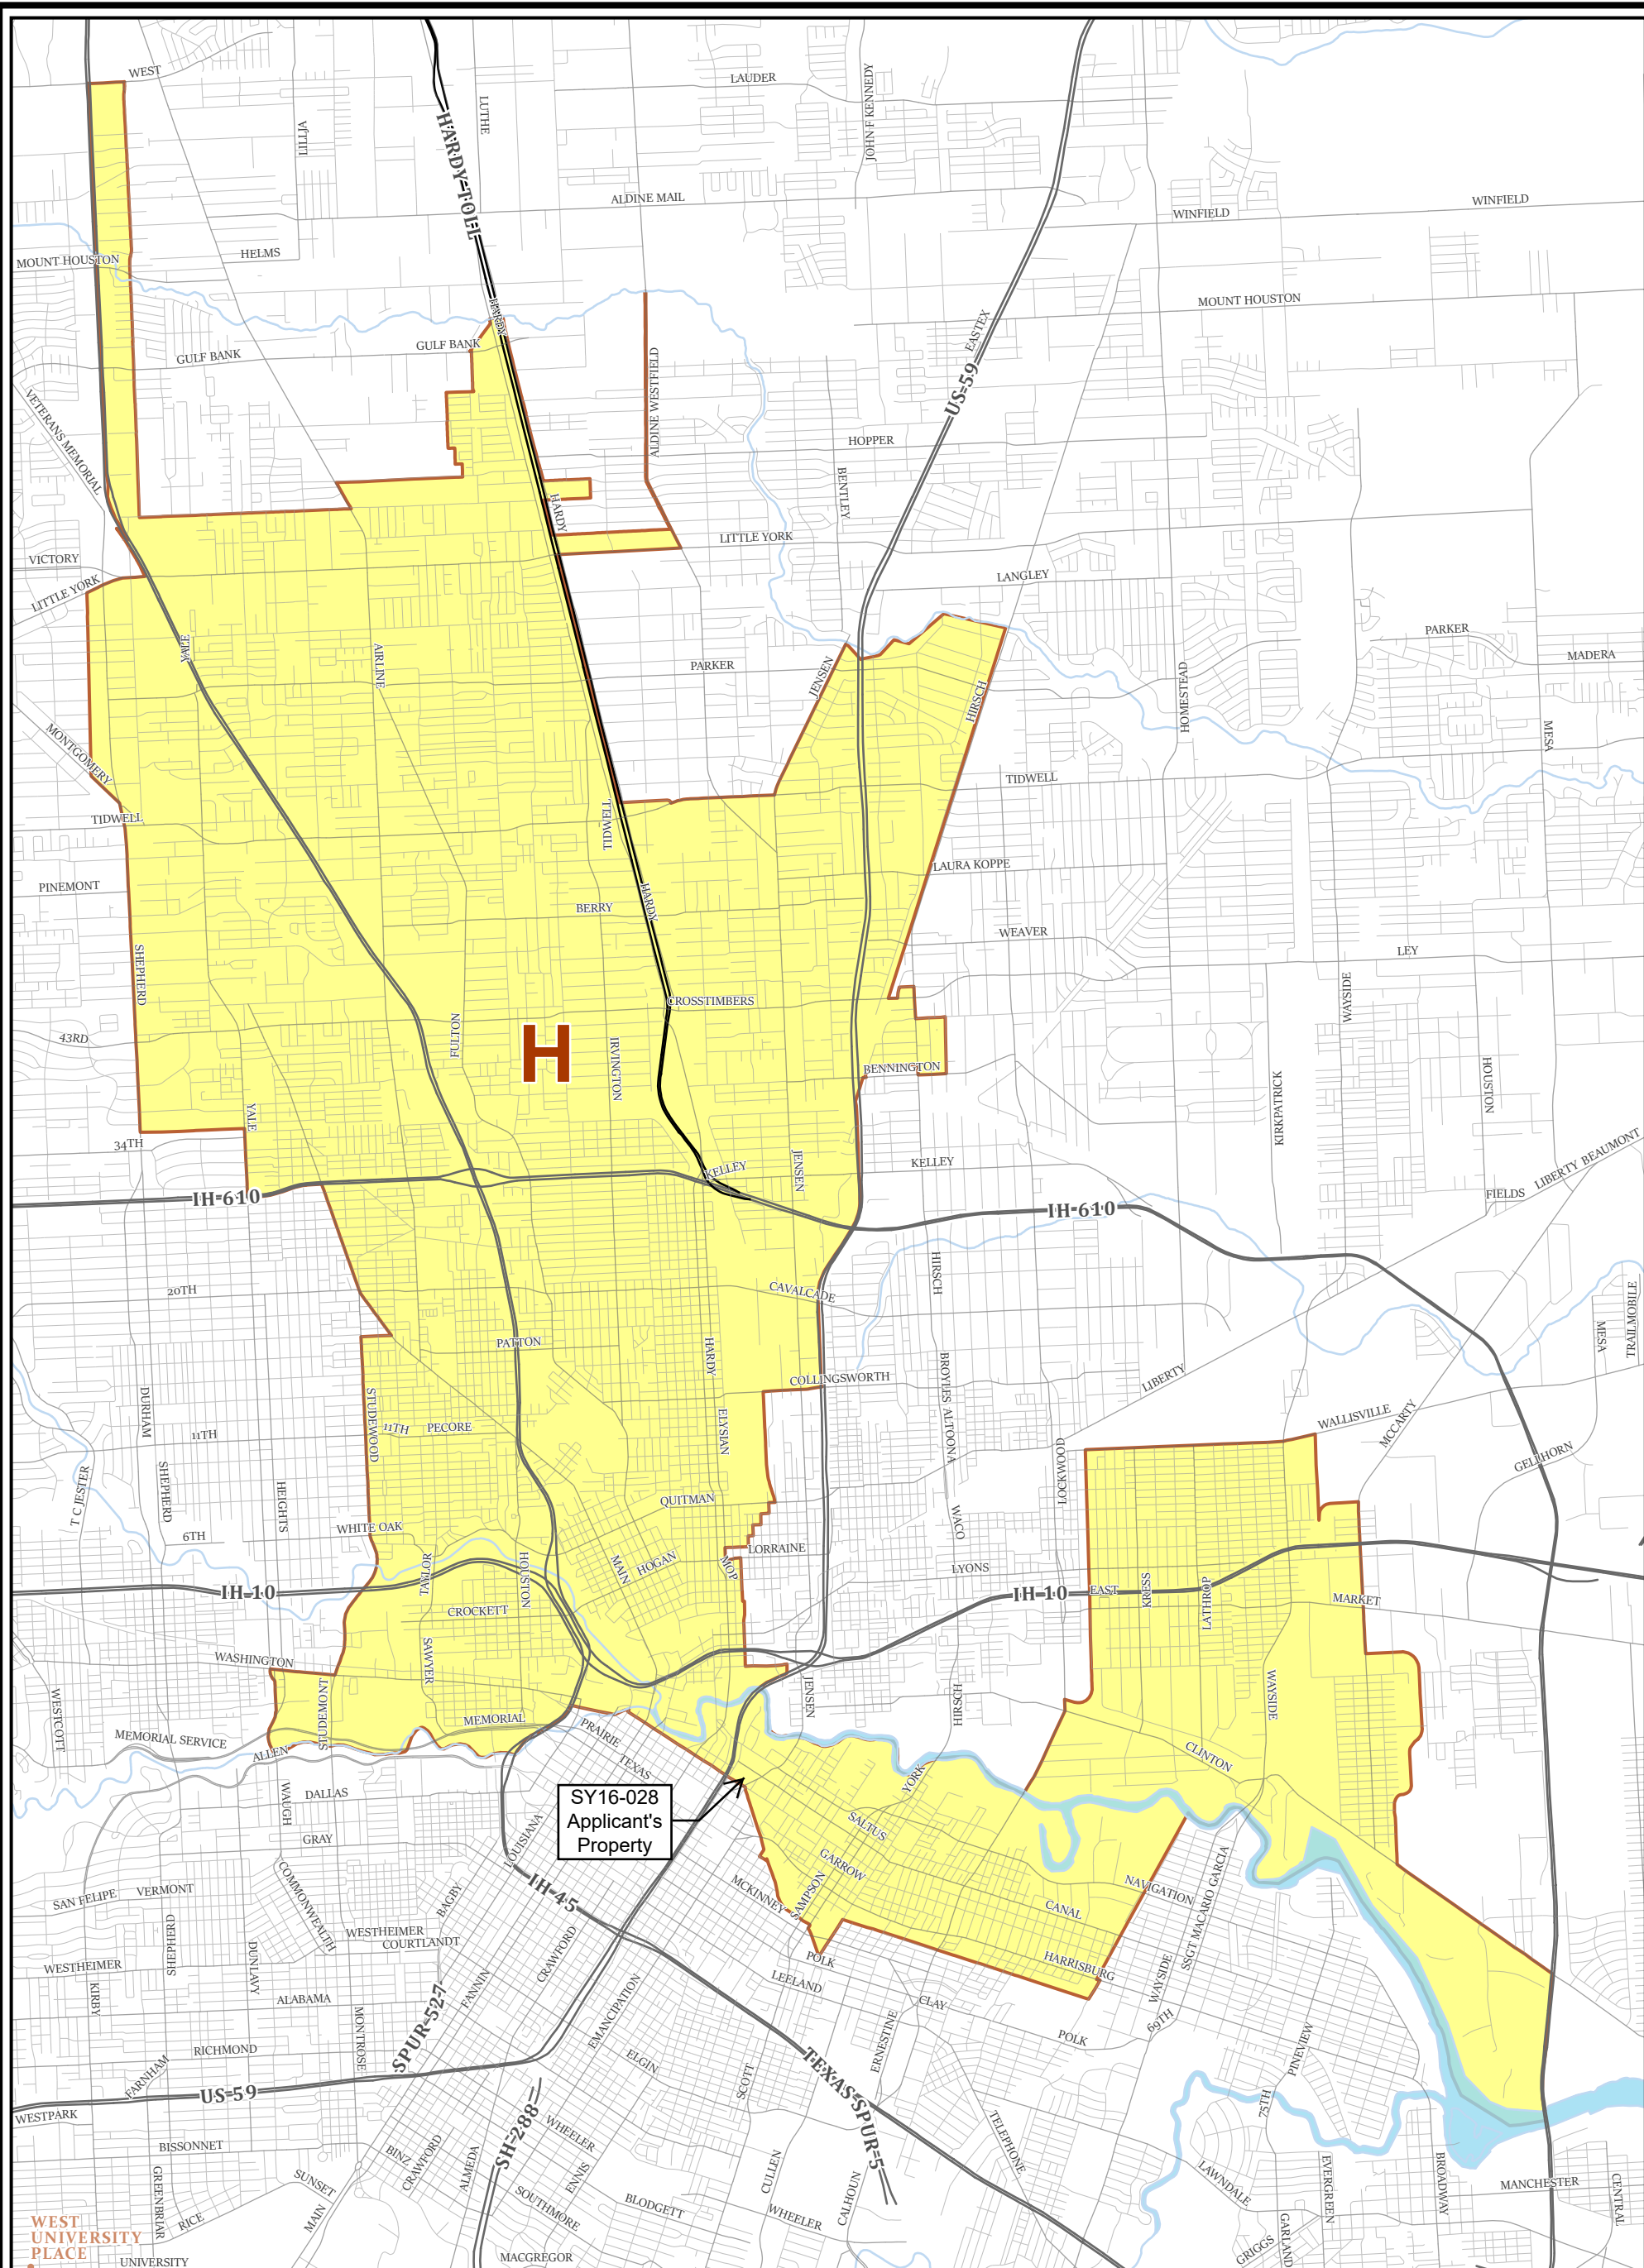 WEST
LAUDER
LUTHE
JOHN F KENNEDY
LILLJA
HARDY TOLL
ALDINE MAIL
WINFIELD
WINFIELD
MOUNT HOUSTON
HELMS
MOUNT HOUSTON
HARDY
EASTEX
GULF BANK
GULF BANK
ALDINE WESTFIELD
US-59
VETERANS MEMORIAL
HOPPER
BENTLEY
HARDY
LITTLE YORK
VICTORY
LITTLE YORK
LANGLEY
YALE
AIRLINE
PARKER
PARKER
MADERA
JENSEN
HIRSCH
HOMESTEAD
MESA
MONTGOMERY
TIDWELL
TIDWELL
PINEMONT
LAURA KOPPE
HARDY
BERRY
WEAVER
LEY
SHEPHERD
WAYSIDE
CROSSTIMBERS
43RD
FULTON
H
IRVINGTON
BENNINGTON
HOUSTON
KIRKPATRICK
YALE
34TH
KELLEY
JENSEN
KELLEY
LIBERTY BEAUMONT
FIELDS
IH-610
IH-610
HIRSCH
20TH
CAVALCADE
MESA
TRAILMOBILE
PATTON
HARDY
COLLINGSWORTH
BROYLES ALTOONA
LIBERTY
DURHAM
STUDEWOOD
11TH
PECORE
11TH
ELYSIAN
WALLISVILLE
MCCARTY
GELLHORN
LOCKWOOD
T C JESTER
SHEPHERD
HEIGHTS
QUITMAN
WACO
WHITE OAK
6TH
LORRAINE
MAIN
HOGAN
MOP
LYONS
TAYLOR
HOUSTON
IH-10
IH-10
EAST
KRESS
LATHROP
MARKET
CROCKETT
WASHINGTON
SAWYER
WESTCOTT
STUDEMONT
JENSEN
HIRSCH
WAYSIDE
MEMORIAL
MEMORIAL SERVICE
ALLEN
PRAIRIE
TEXAS
CLINTON
YORK
DALLAS
WAUGH
SY16-028
Applicant's
Property
SALTUS
GRAY
LOUISIANA
GARROW
SSGT MACARIO GARCIA
SAN FELIPE
VERMONT
COMMONWEALTH
BAGBY
IH-45
MCKINNEY
SAMPSON
NAVIGATION
CANAL
WESTHEIMER
COURTLANDT
SHEPHERD
DUNLAVY
CRAWFORD
POLK
HARRISBURG
WESTHEIMER
KIRBY
FANNIN
LEELAND
WAYSIDE
ALABAMA
MONTROSE
SPUR-527
EMANCIPATION
CLAY
69TH
POLK
ERNESTINE
PINEVIEW
RICHMOND
ELGIN
SCOTT
TEXAS SPUR-5
FARNHAM
US 59
75TH
WESTPARK
SH-288
WHEELER
TELEPHONE
BISSONNET
BINZ
CRAWFORD
ALMEDA
ENNIS
CULLEN
CALHOUN
LAWNDALE
EVERGREEN
BROADWAY
MANCHESTER
CENTRAL
GREENBRIAR
SUNSET
SOUTHMORE
BLODGETT
WHEELER
RICE
MAIN
GARLAND
GRIGGS
WEST
UNIVERSITY
PLACE
UNIVERSITY
MACGREGOR